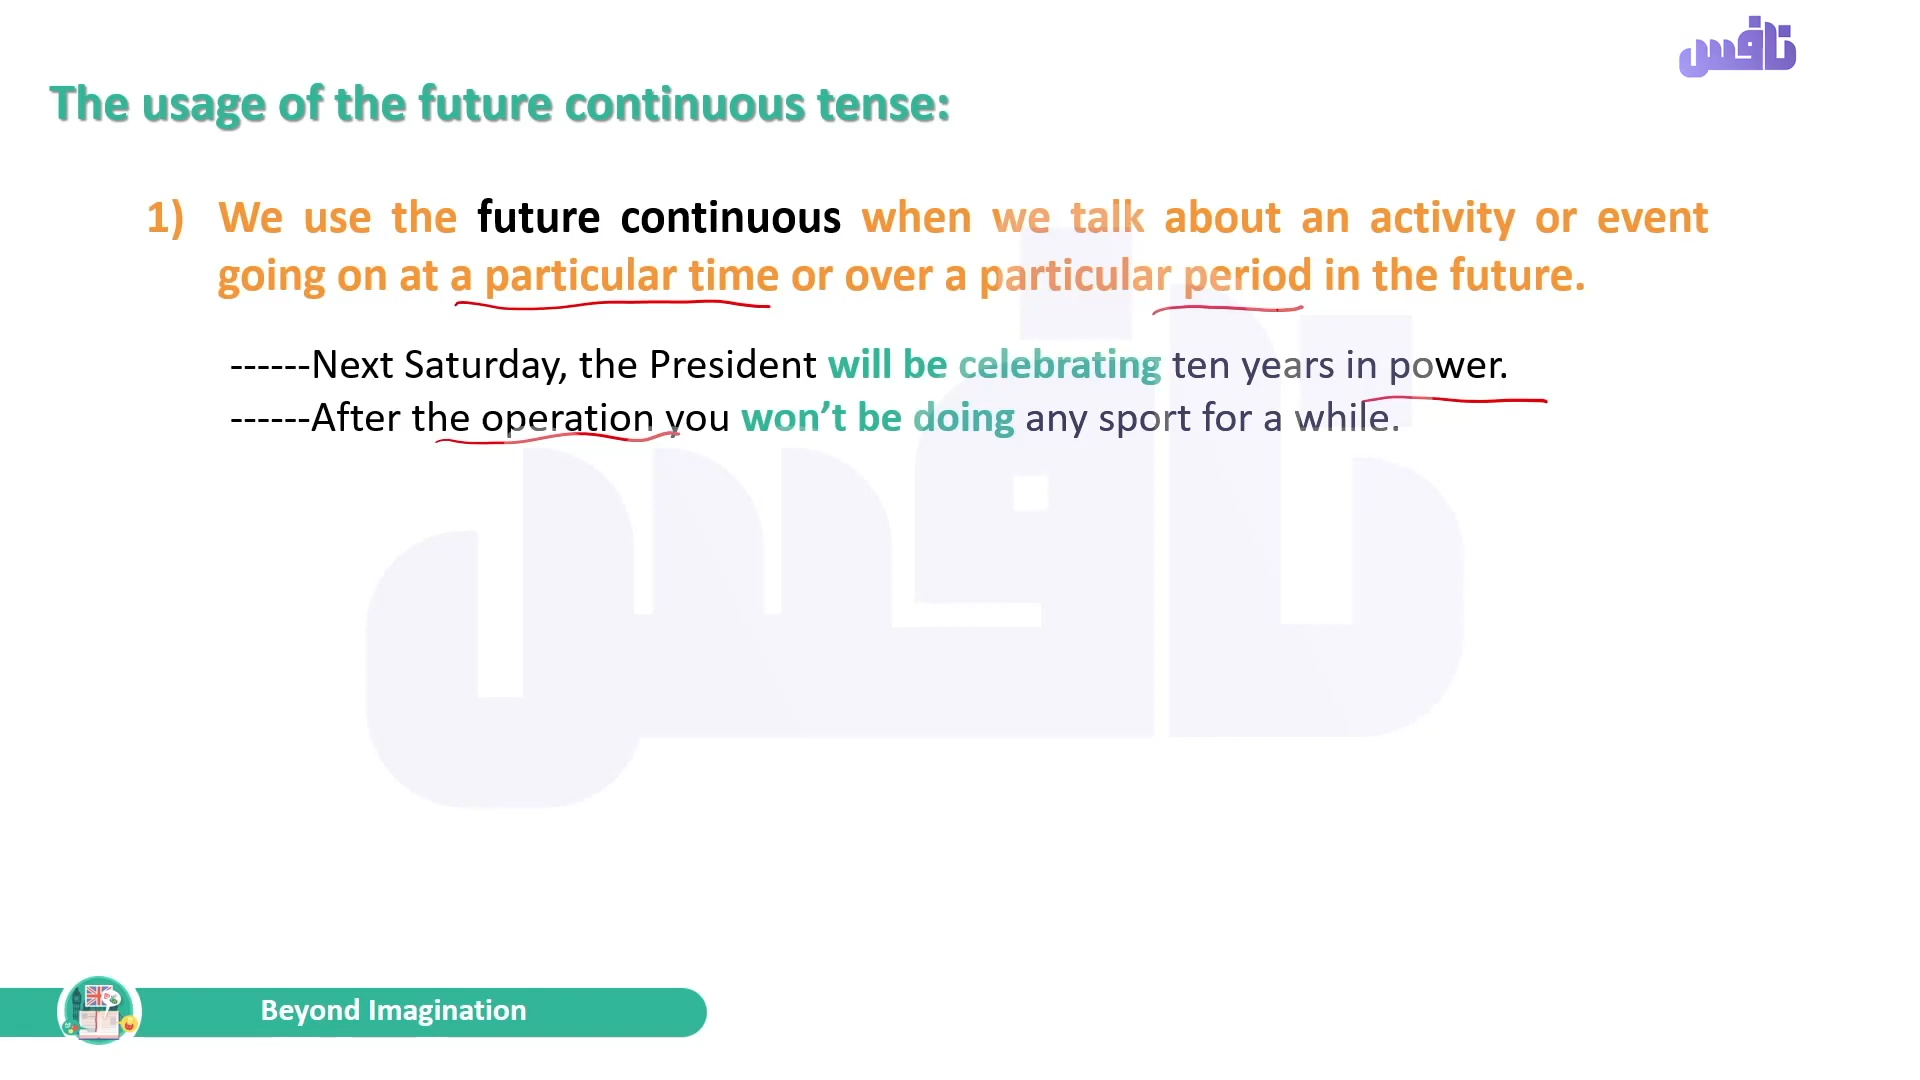 نافس
The usage of the future continuous tense:
1) We use the future continuous when we talk about an activity or event
going on at a particular time or over a particular period in the future.
------Next Saturday, the President will be celebrating ten years in power.
------After the operation you won’t be doing any sport for a while.
نافس
Beyond Imagination